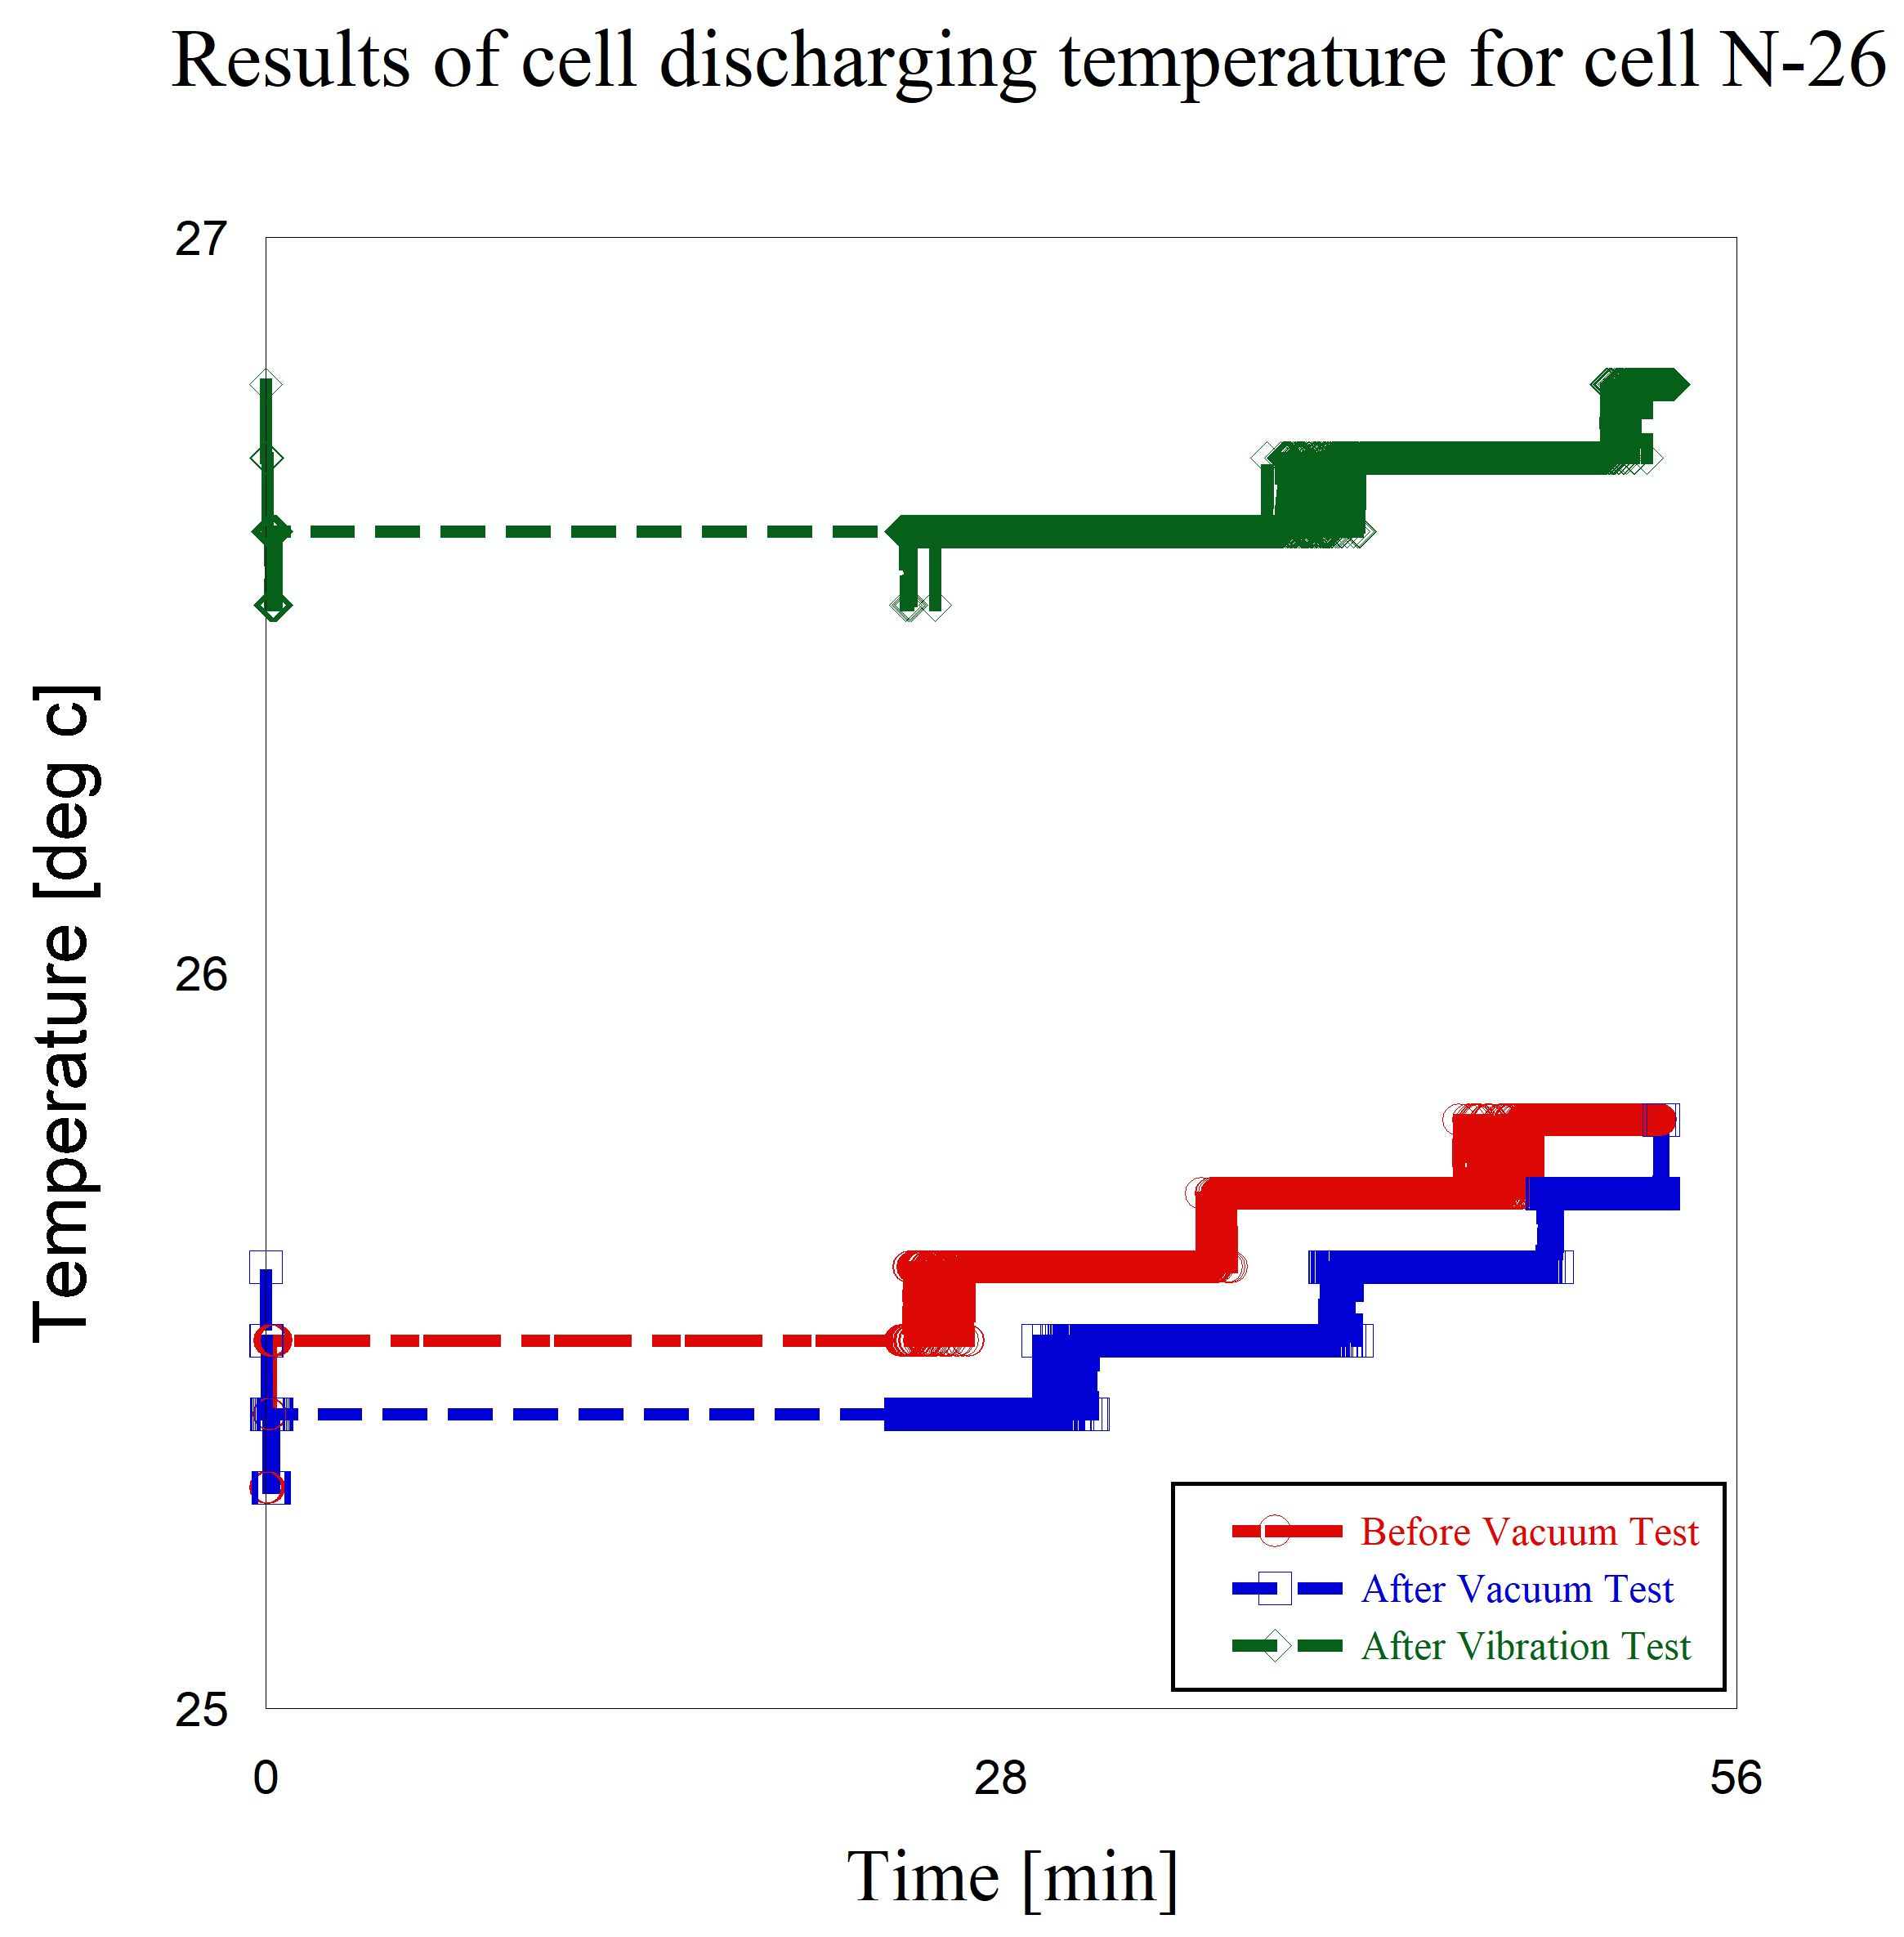 Results of cell discharging temperature for cell N-26
27
26
25
Temperature [deg c]
0 28 56
Time [min]
Before Vacuum Test
After Vacuum Test
After Vibration Test